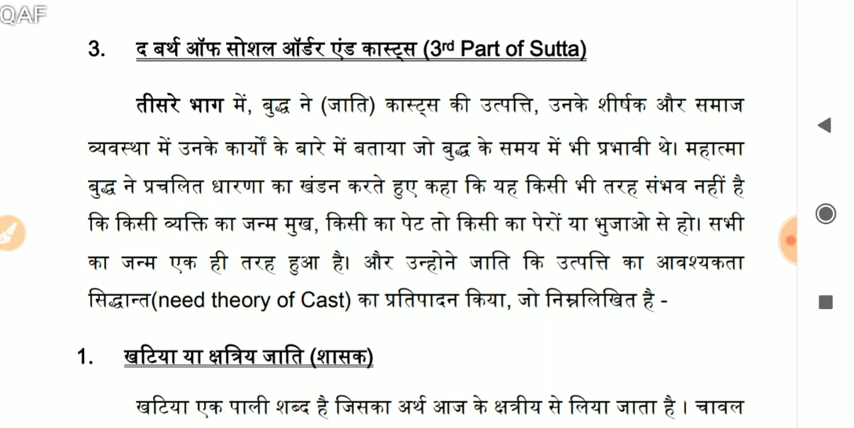 QAF
3. द बर्थ ऑफ सोशल ऑर्डर एंड कास्ट्स (3rd Part of Sutta)
तीसरे भाग में, बुद्ध ने (जाति) कास्ट्स की उत्पत्ति, उनके शीर्षक और समाज
व्यवस्था में उनके कार्यों के बारे में बताया जो बुद्ध के समय में भी प्रभावी थे। महात्मा
बुद्ध ने प्रचलित धारणा का खंडन करते हुए कहा कि यह किसी भी तरह संभव नहीं है
कि किसी व्यक्ति का जन्म मुख, किसी का पेट तो किसी का पेरों या भुजाओ से हो। सभी
का जन्म एक ही तरह हुआ है। और उन्होने जाति कि उत्पत्ति का आवश्यकता
सिद्धान्त(need theory of Cast) का प्रतिपादन किया, जो निम्नलिखित है -
1. खटिया या क्षत्रिय जाति (शासक)
खटिया एक पाली शब्द है जिसका अर्थ आज के क्षत्रीय से लिया जाता है । चावल